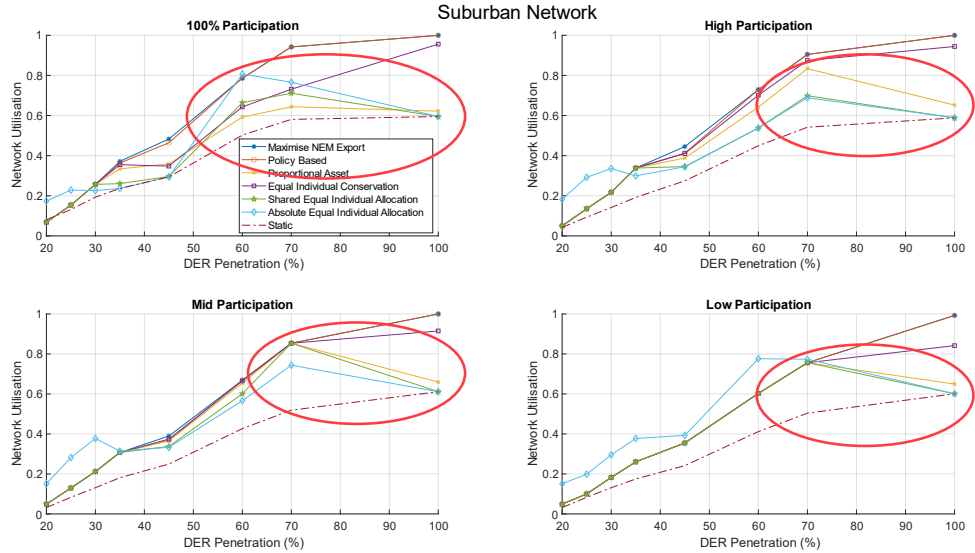 Suburban Network
100% Participation
1
0.8
0.6
0.4
0.2
0
Network Utilisation
Maximise NEM Export
Policy Based
Proportional Asset
Equal Individual Conservation
Shared Equal Individual Allocation
Absolute Equal Individual Allocation
Static
20 30 40 50 60 70 80 90 100
DER Penetration (%)
High Participation
1
0.8
0.6
0.4
0.2
0
Network Utilisation
20 30 40 50 60 70 80 90 100
DER Penetration (%)
Mid Participation
1
0.8
0.6
0.4
0.2
0
Network Utilisation
20 30 40 50 60 70 80 90 100
DER Penetration (%)
Low Participation
1
0.8
0.6
0.4
0.2
0
Network Utilisation
20 30 40 50 60 70 80 90 100
DER Penetration (%)